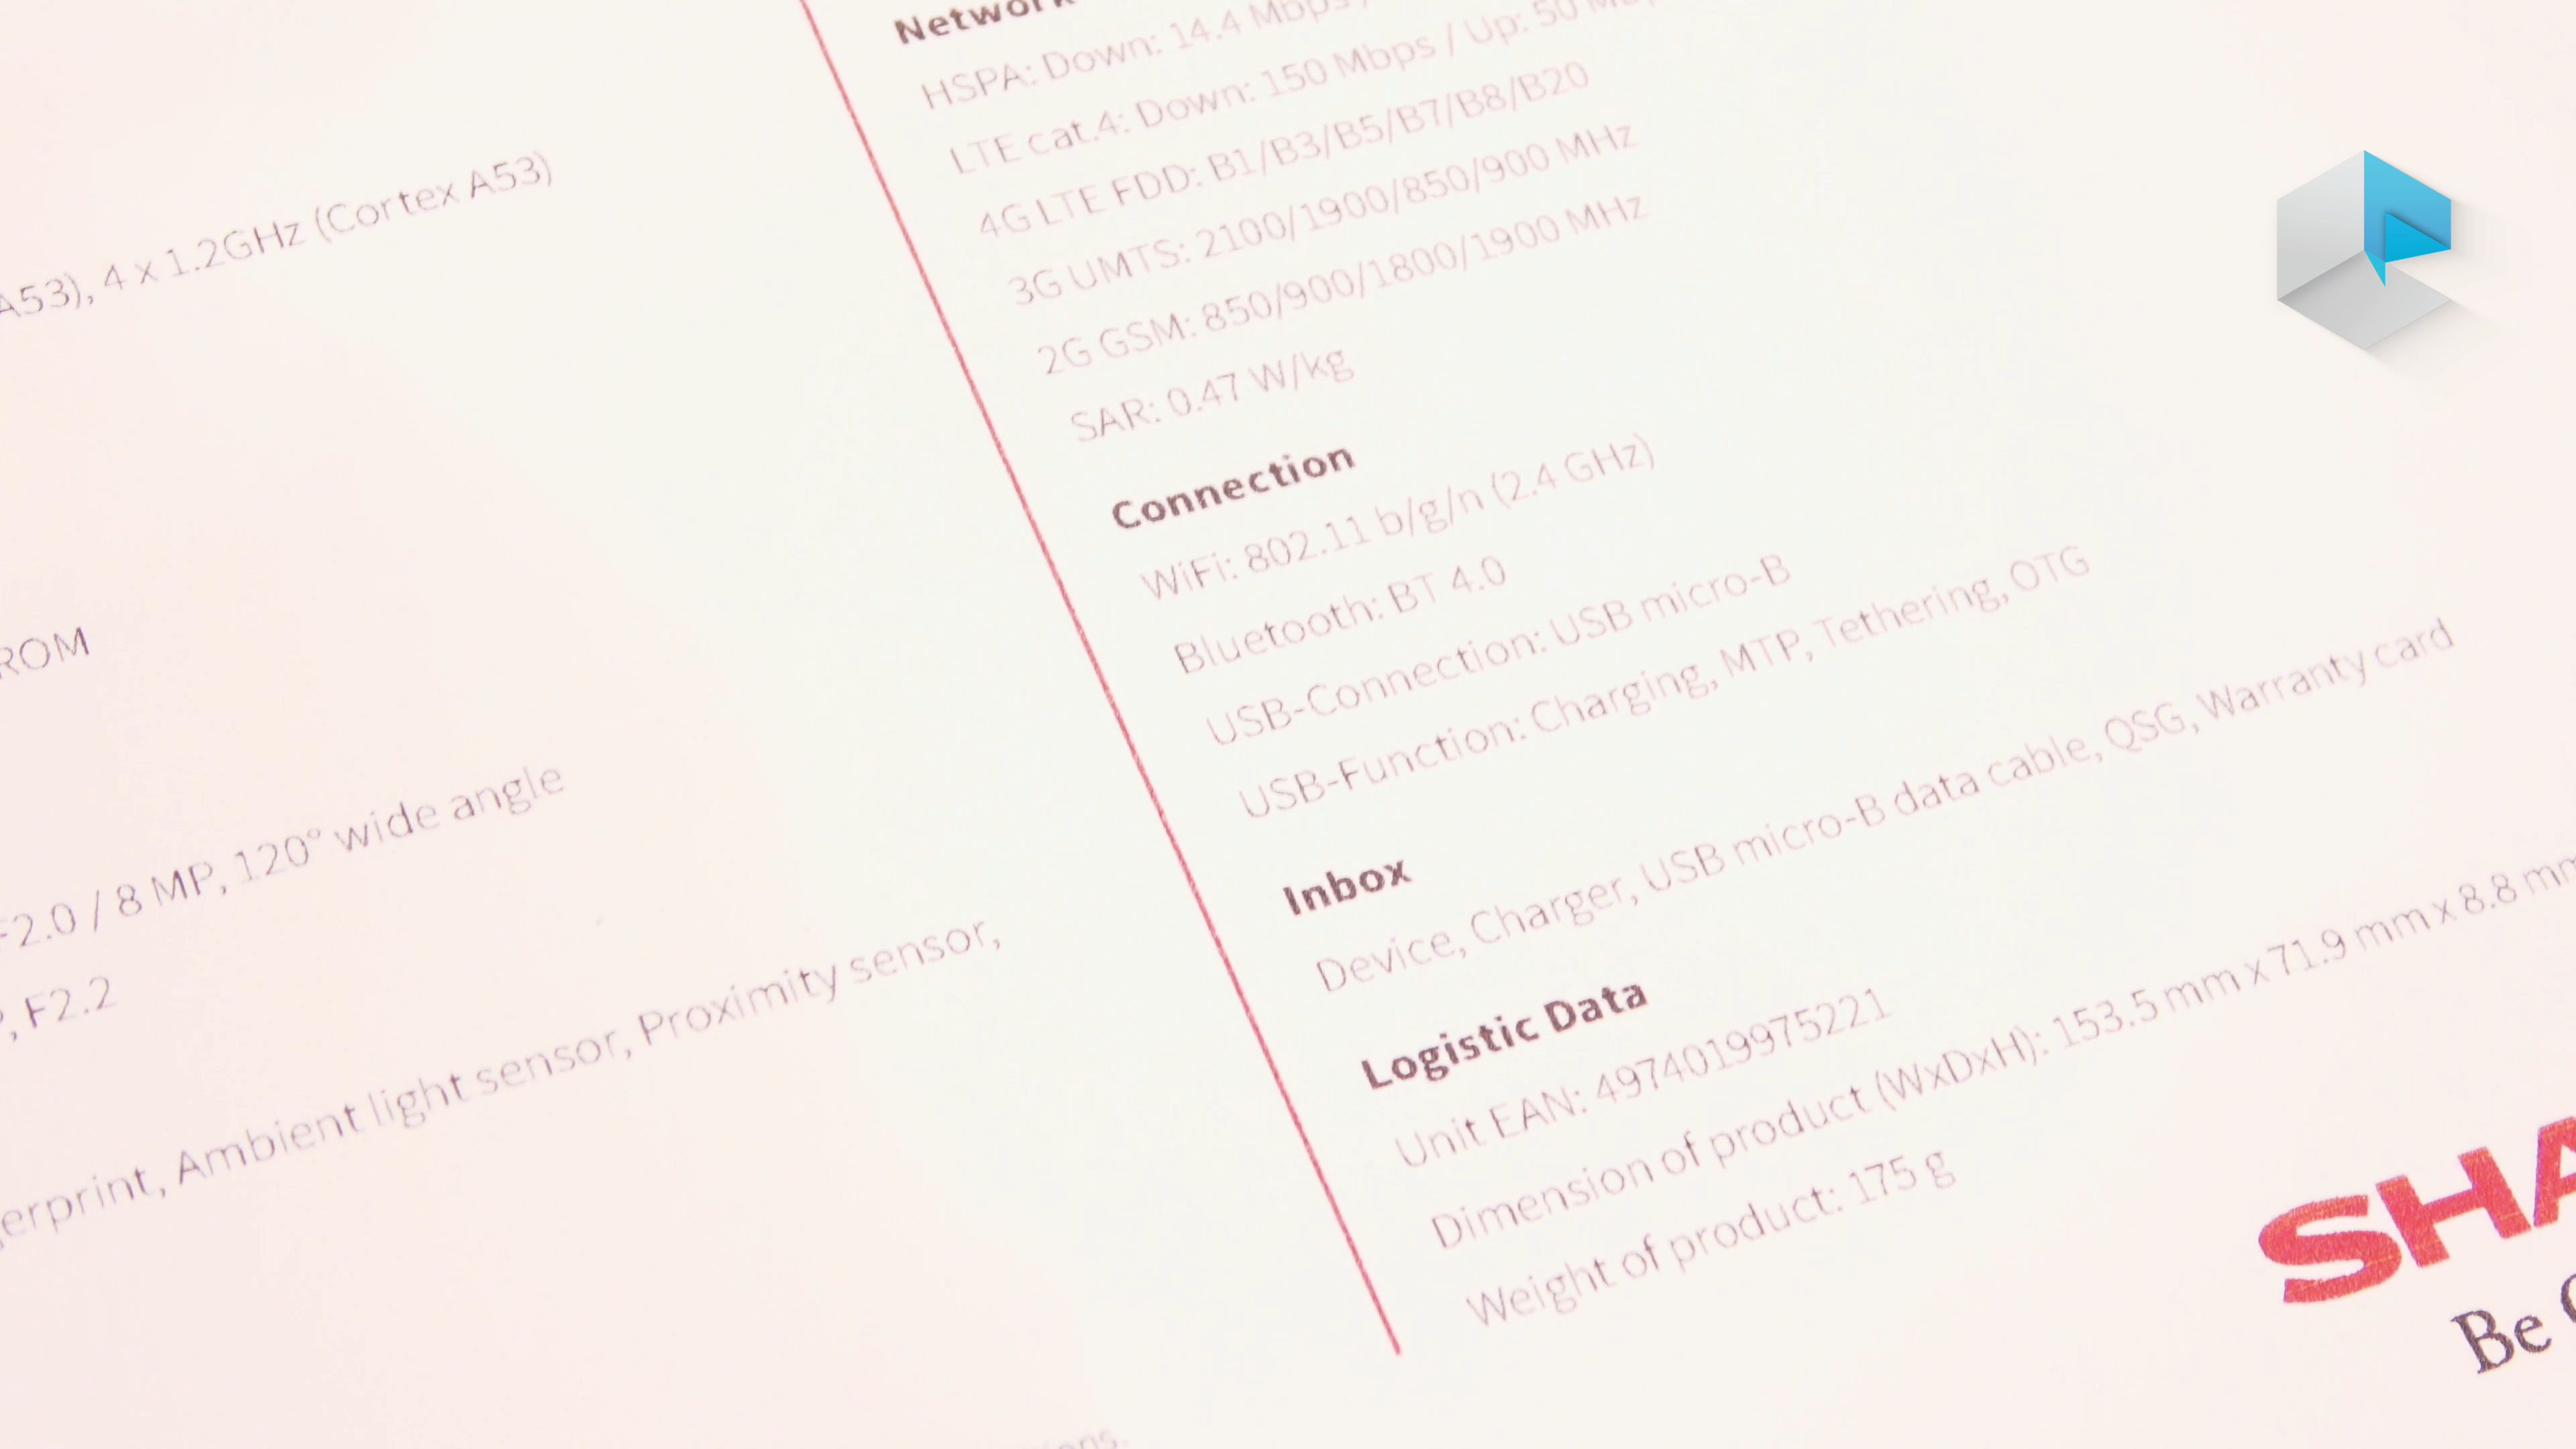 A53), 4 x 1.2GHz (Cortex A53)
ROM
F2.0 / 8 MP, 120° wide angle
, F2.2
erprint, Ambient light sensor, Proximity sensor,
Network
HSPA: Down: 14.4 Mbps
LTE cat.4: Down: 150 Mbps / Up: 50
4G LTE FDD: B1/B3/B5/B7/B8/B20
3G UMTS: 2100/1900/850/900 MHz
2G GSM: 850/900/1800/1900 MHz
SAR: 0.47 W/kg
Connection
WiFi: 802.11 b/g/n (2.4 GHz)
Bluetooth: BT 4.0
USB-Connection: USB micro-B
USB-Function: Charging, MTP, Tethering, OTG
Inbox
Device, Charger, USB micro-B data cable, QSG, Warranty card
Logistic Data
Unit EAN: 4974019975221
Dimension of product (WxDxH): 153.5 mm x 71.9 mm x 8.8 mm
Weight of product: 175 g
SHA
Be